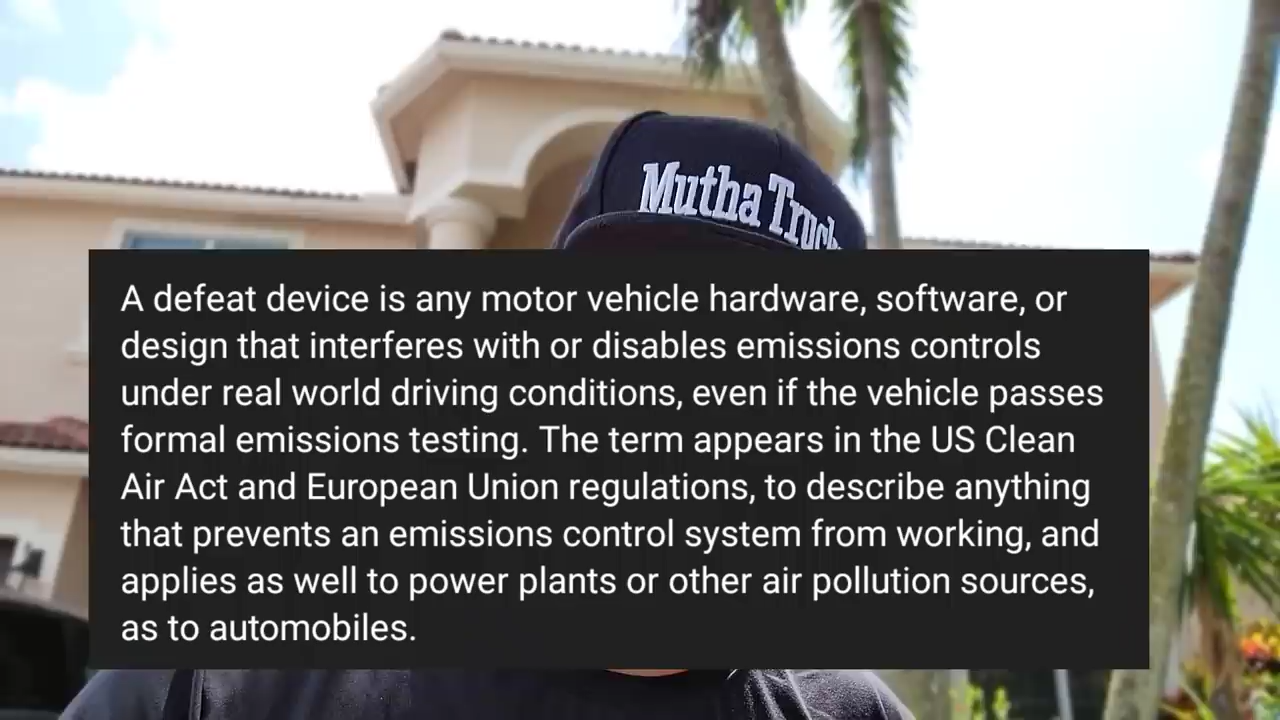 Mutha Truck
A defeat device is any motor vehicle hardware, software, or
design that interferes with or disables emissions controls
under real world driving conditions, even if the vehicle passes
formal emissions testing. The term appears in the US Clean
Air Act and European Union regulations, to describe anything
that prevents an emissions control system from working, and
applies as well to power plants or other air pollution sources,
as to automobiles.